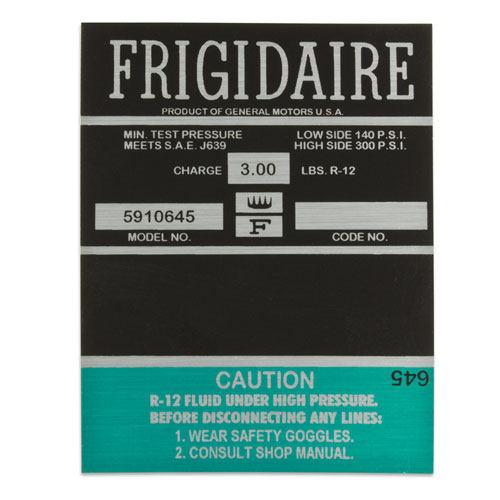 FRIGIDAIRE
PRODUCT OF GENERAL MOTORS U.S.A.
MIN. TEST PRESSURE
MEETS S.A.E. J639
LOW SIDE 140 P.S.I.
HIGH SIDE 300 P.S.I.
CHARGE 3.00 LBS. R-12
5910645
MODEL NO.
F
CODE NO.
645
CAUTION
R-12 FLUID UNDER HIGH PRESSURE.
BEFORE DISCONNECTING ANY LINES:
1. WEAR SAFETY GOGGLES.
2. CONSULT SHOP MANUAL.